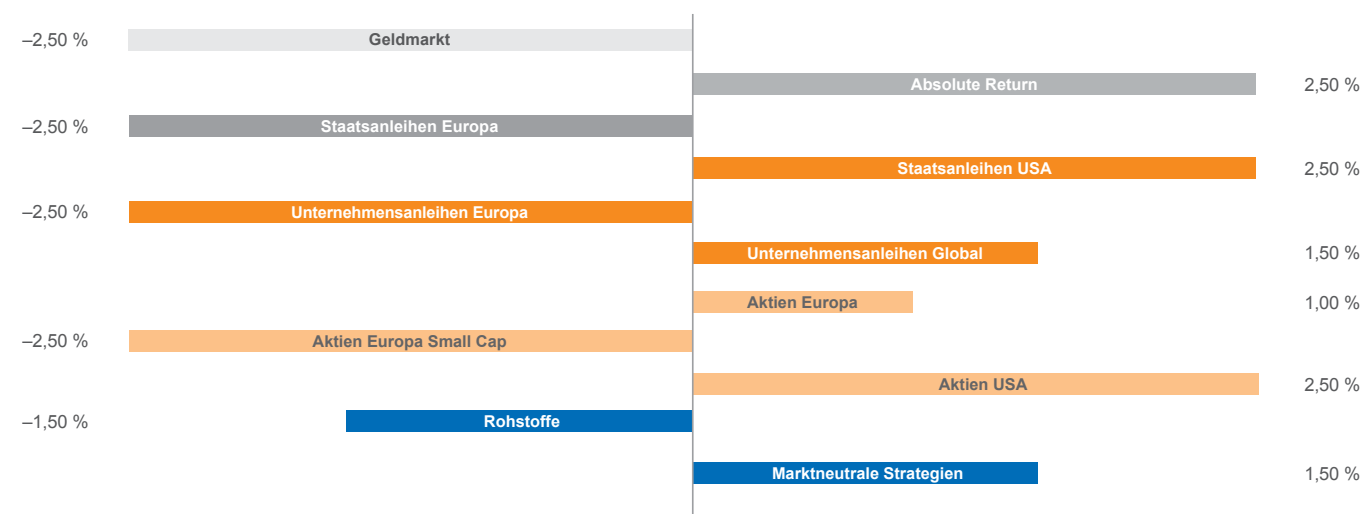 –2,50 % Geldmarkt
Absolute Return 2,50 %
–2,50 % Staatsanleihen Europa
Staatsanleihen USA 2,50 %
–2,50 % Unternehmensanleihen Europa
Unternehmensanleihen Global 1,50 %
Aktien Europa 1,00 %
–2,50 % Aktien Europa Small Cap
Aktien USA 2,50 %
–1,50 % Rohstoffe
Marktneutrale Strategien 1,50 %